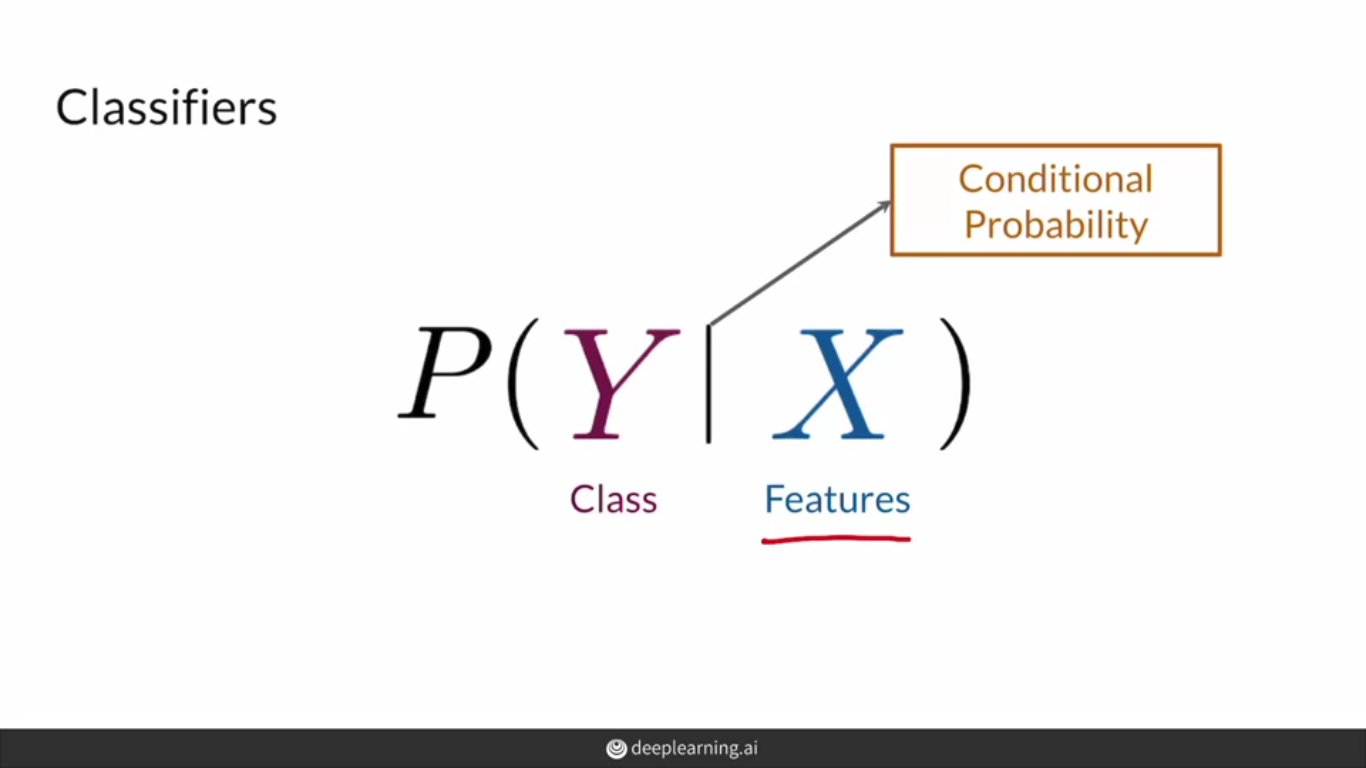 Classifiers
Conditional
Probability
P(Y| X)
Class Features
deeplearning.ai